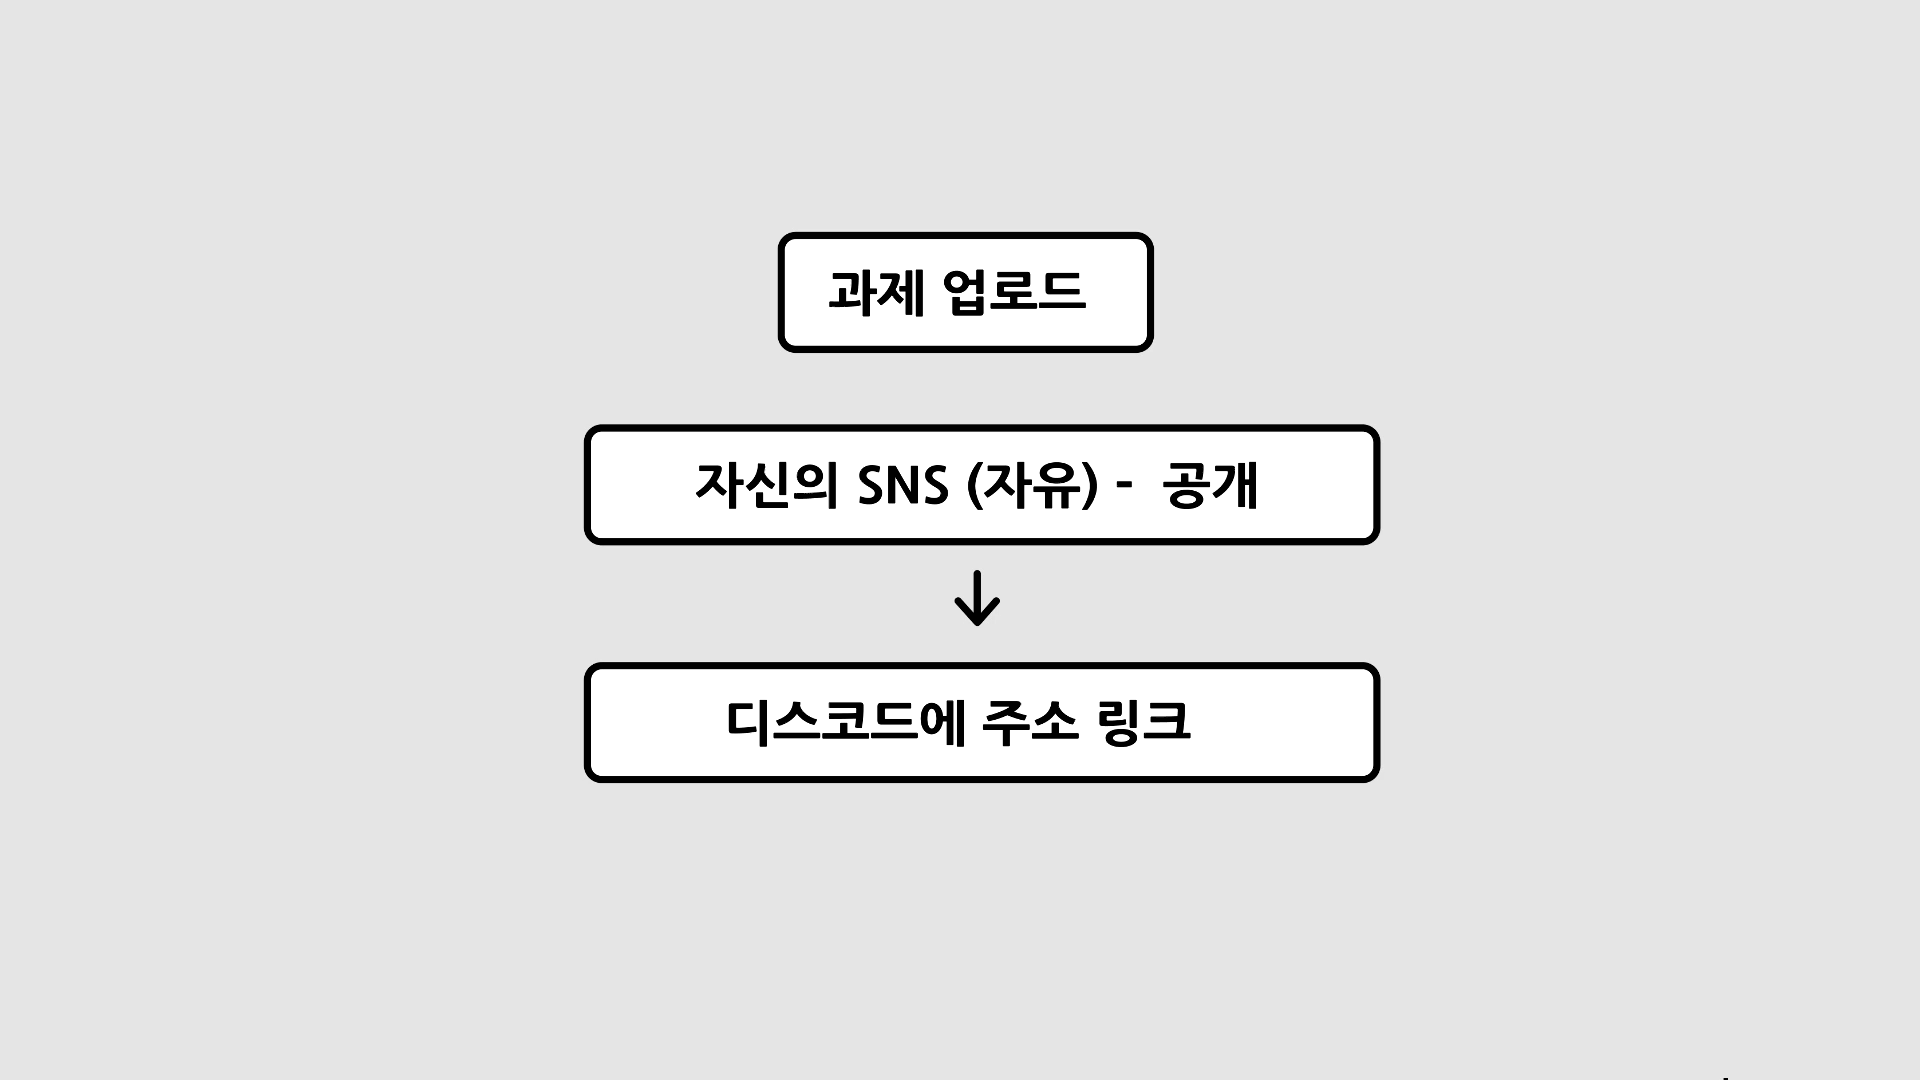 과제 업로드
자신의 SNS (자유) - 공개
디스코드에 주소 링크